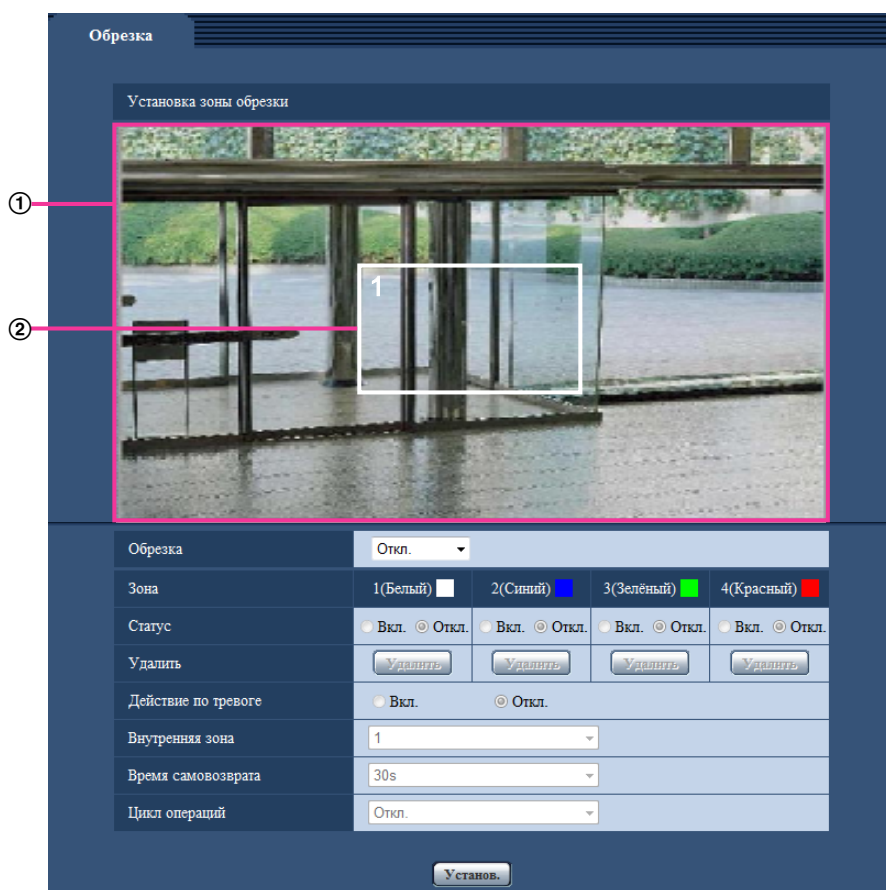 Обрезка
Установка зоны обрезки
①
1
②
Обрезка Откл.
Зона 1(Белый) 2(Синий) 3(Зелёный) 4(Красный)
Статус Вкл. Откл. Вкл. Откл. Вкл. Откл. Вкл. Откл.
Удалить Удалить Удалить Удалить Удалить
Действие по тревоге Вкл. Откл.
Внутренняя зона 1
Время самовозврата 30s
Цикл операций Откл.
Установ.